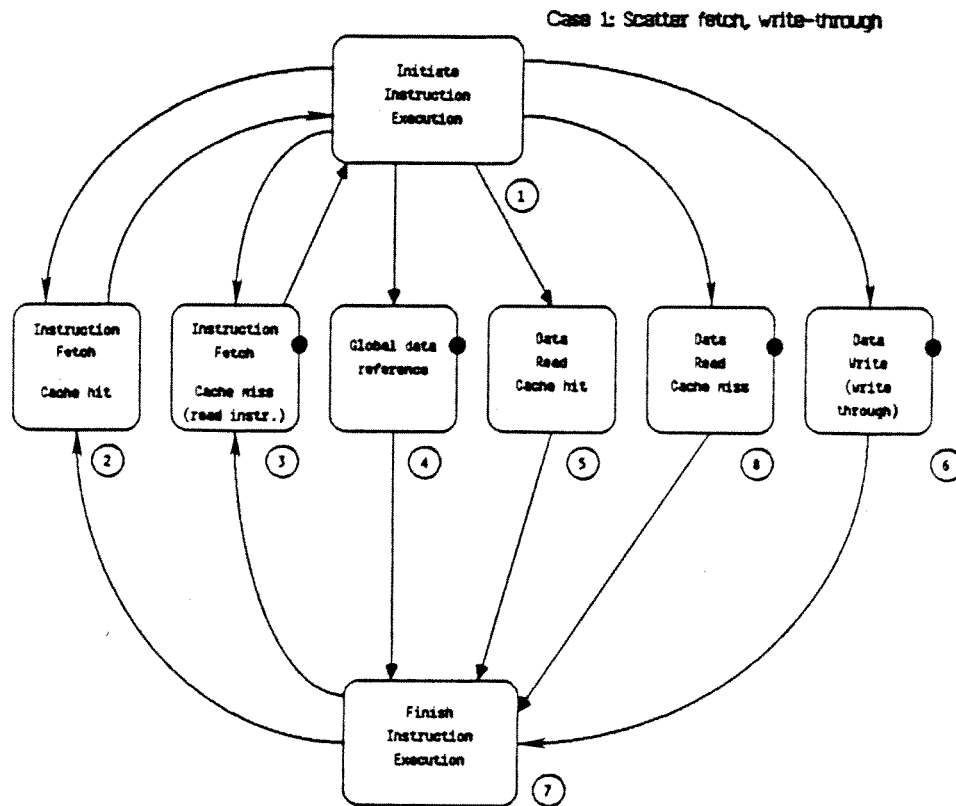 Case 1: Scatter fetch, write-through
Initiate
Instruction
Execution
1
Instruction
Fetch
Cache hit
2
Instruction
Fetch
Cache miss
(read instr.)
3
Global data
reference
4
Data
Read
Cache hit
5
Data
Read
Cache miss
8
Data
Write
(write
through)
6
Finish
Instruction
Execution
7